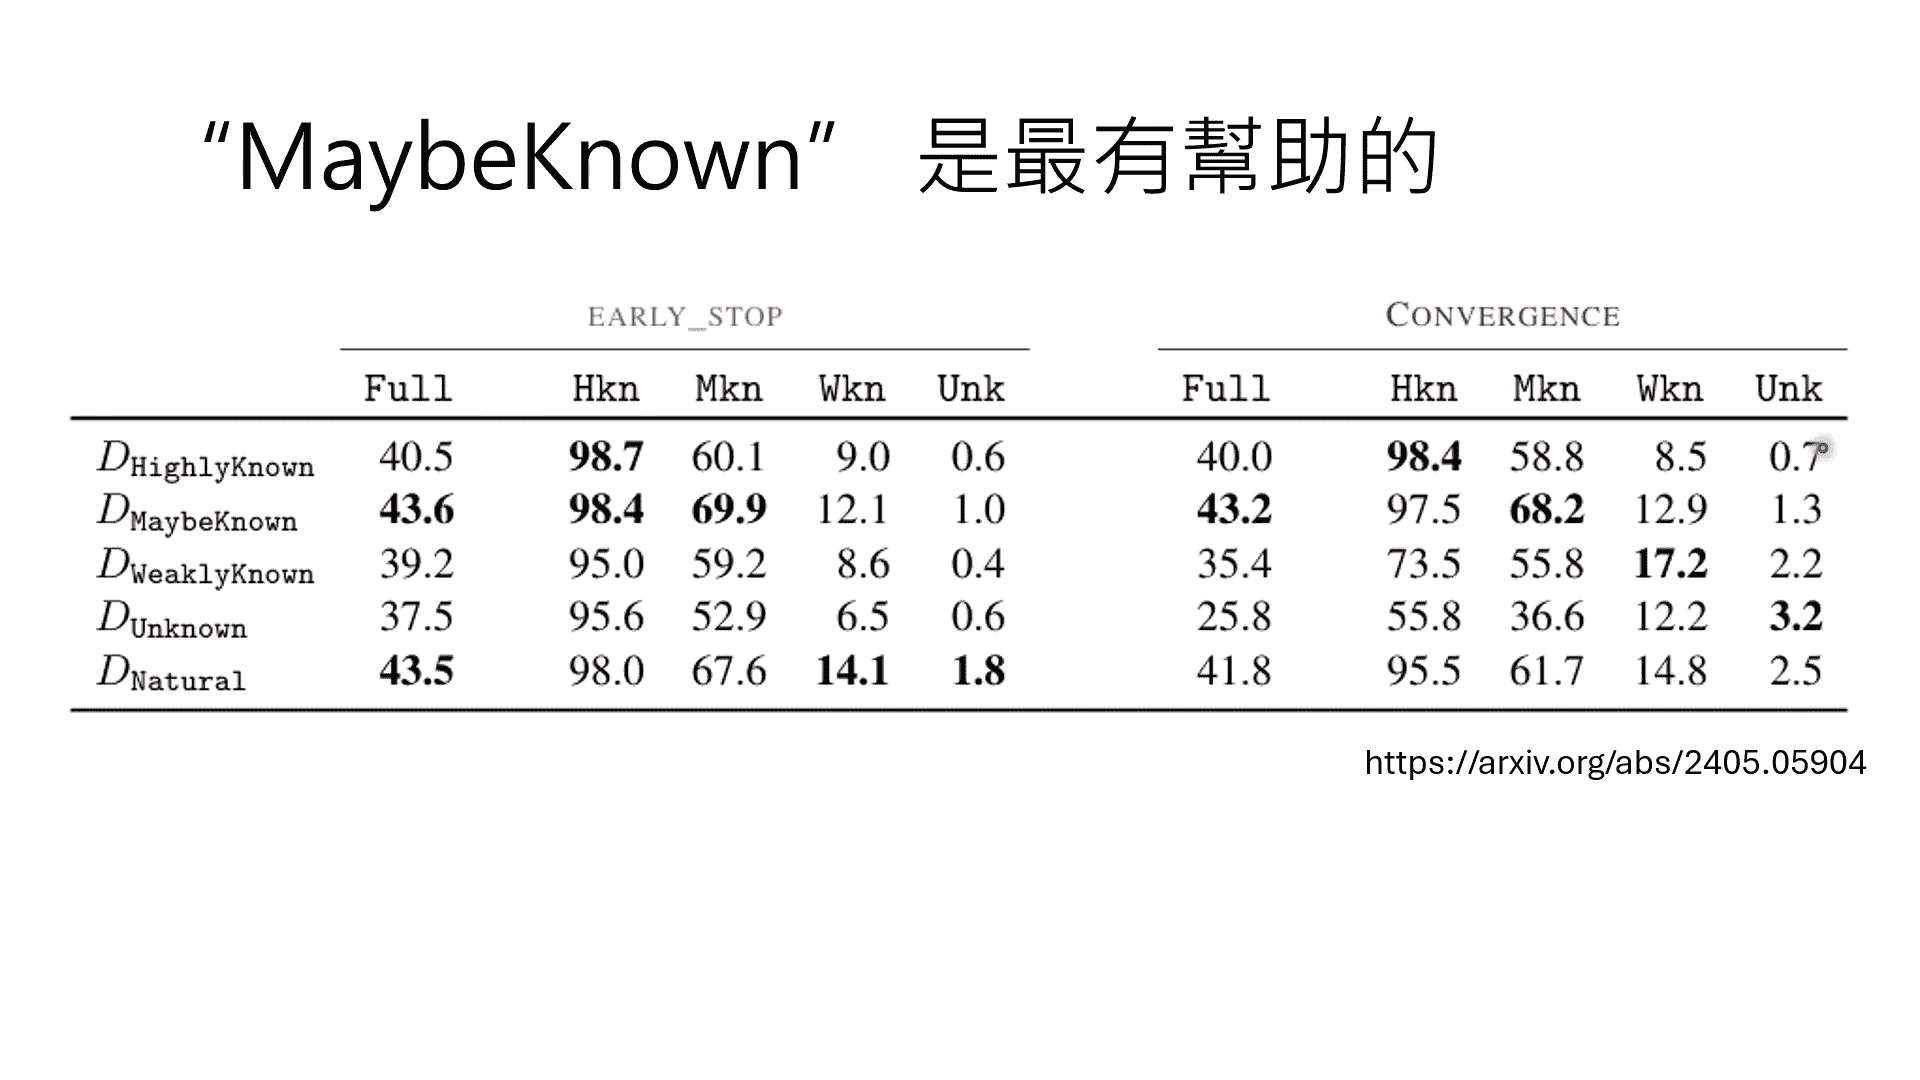 “MaybeKnown” 是最有幫助的
EARLY_STOP CONVERGENCE
Full Hkn Mkn Wkn Unk Full Hkn Mkn Wkn Unk
D HighlyKnown 40.5 98.7 60.1 9.0 0.6 40.0 98.4 58.8 8.5 0.7
D MaybeKnown 43.6 98.4 69.9 12.1 1.0 43.2 97.5 68.2 12.9 1.3
D WeaklyKnown 39.2 95.0 59.2 8.6 0.4 35.4 73.5 55.8 17.2 2.2
D Unknown 37.5 95.6 52.9 6.5 0.6 25.8 55.8 36.6 12.2 3.2
D Natural 43.5 98.0 67.6 14.1 1.8 41.8 95.5 61.7 14.8 2.5
https://arxiv.org/abs/2405.05904